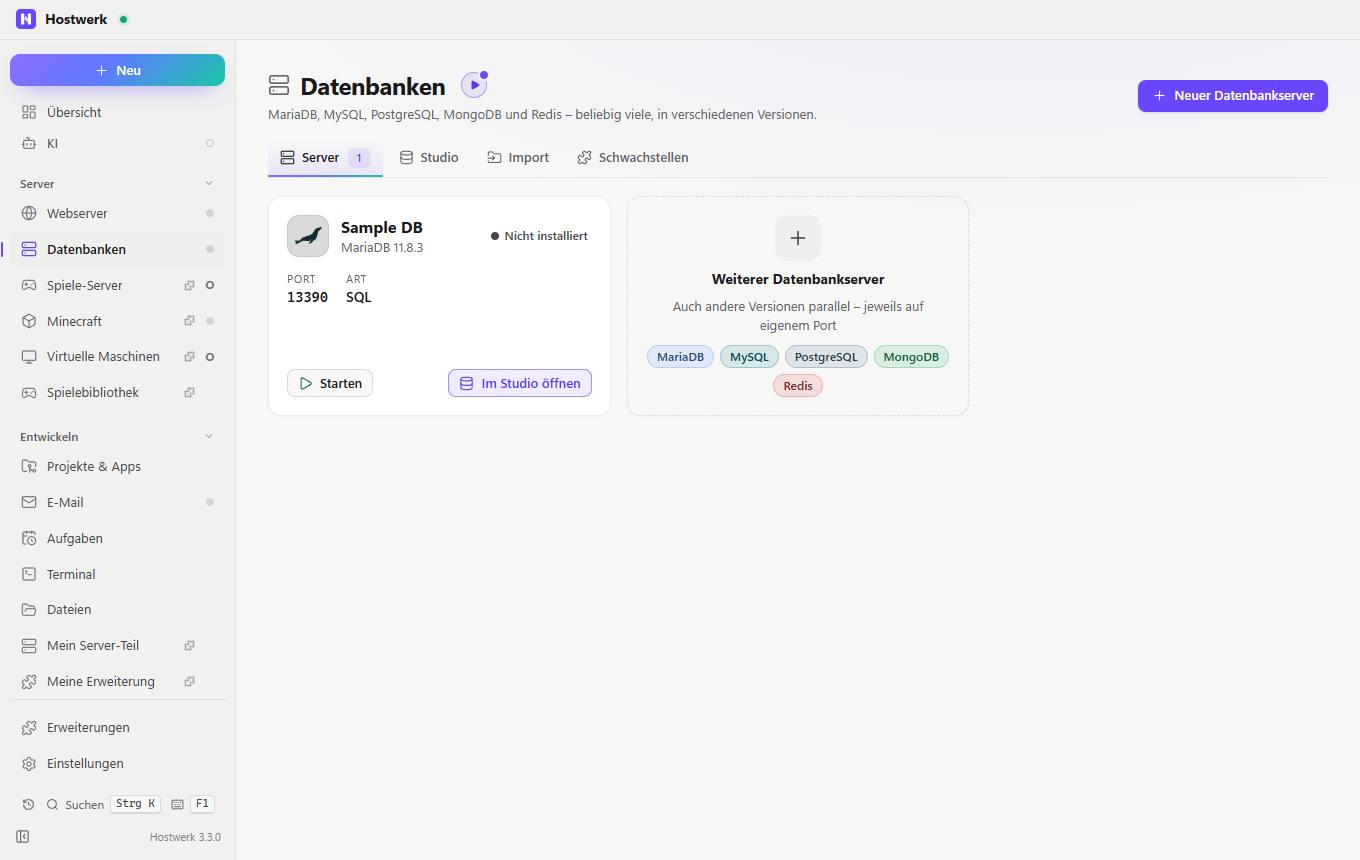 Hostwerk
Neu
Übersicht
KI
Server
Webserver
Datenbanken
Spiele-Server
Minecraft
Virtuelle Maschinen
Spielebibliothek
Entwickeln
Projekte & Apps
E-Mail
Aufgaben
Terminal
Dateien
Mein Server-Teil
Meine Erweiterung
Erweiterungen
Einstellungen
Suchen Strg K F1
Hostwerk 3.3.0
Datenbanken
MariaDB, MySQL, PostgreSQL, MongoDB und Redis – beliebig viele, in verschiedenen Versionen.
Neuer Datenbankserver
Server 1 Studio Import Schwachstellen
Sample DB
MariaDB 11.8.3
Nicht installiert
PORT ART
13390 SQL
Starten Im Studio öffnen
Weiterer Datenbankserver
Auch andere Versionen parallel – jeweils auf
eigenem Port
MariaDB MySQL PostgreSQL MongoDB
Redis